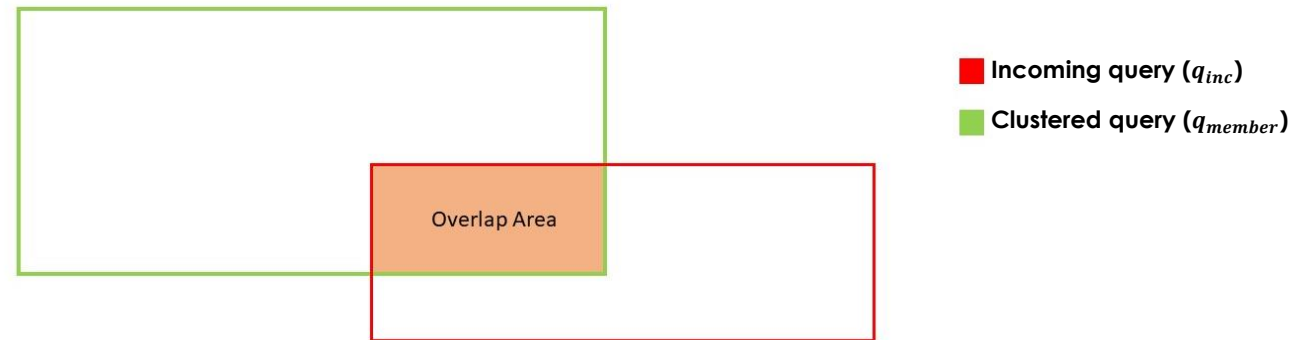 Incoming query (q_inc)
Clustered query (q_member)
Overlap Area